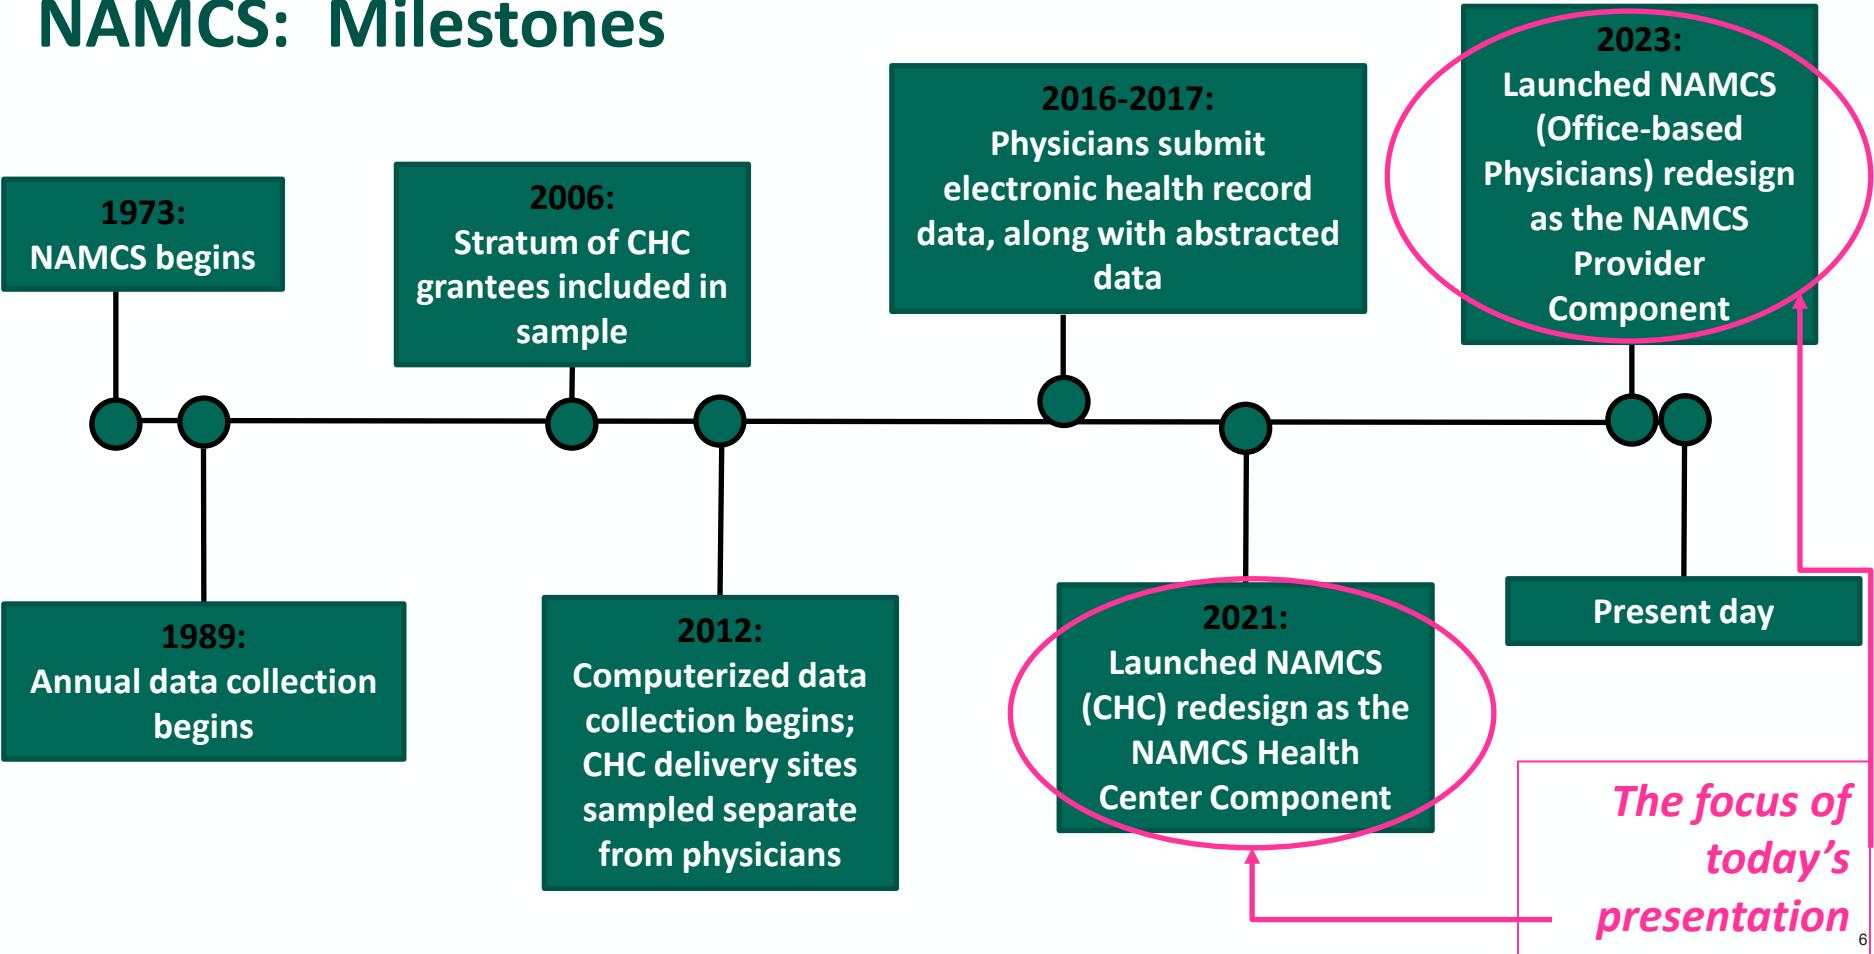 NAMCS: Milestones
1973:
NAMCS begins
1989:
Annual data collection
begins
2006:
Stratum of CHC
grantees included in
sample
2012:
Computerized data
collection begins;
CHC delivery sites
sampled separate
from physicians
2016-2017:
Physicians submit
electronic health record
data, along with abstracted
data
2021:
Launched NAMCS
(CHC) redesign as the
NAMCS Health
Center Component
2023:
Launched NAMCS
(Office-based
Physicians) redesign
as the NAMCS
Provider
Component
Present day
The focus of
today’s
presentation
6